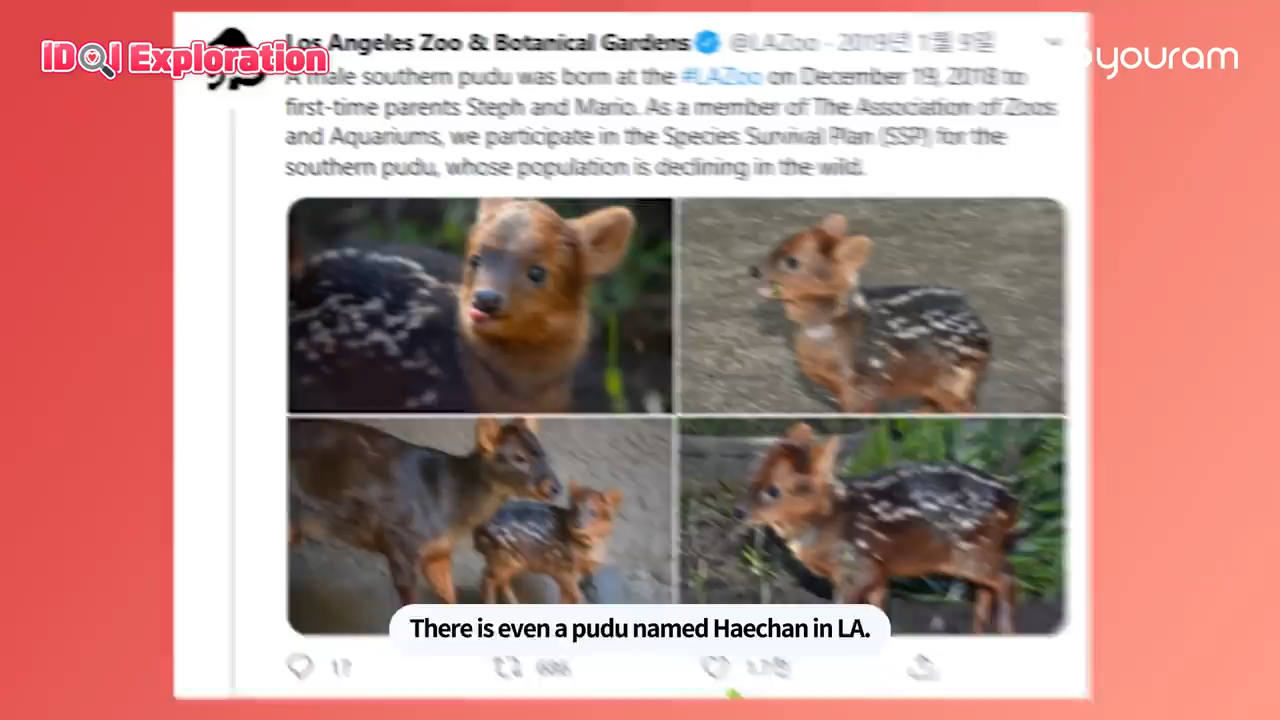 IDOL Exploration
youram
Los Angeles Zoo & Botanical Gardens @LAZoo - 2019년 1월 9일
A male southern pudu was born at the #LAZoo on December 19, 2018 to
first-time parents Steph and Mario. As a member of The Association of Zoos
and Aquariums, we participate in the Species Survival Plan (SSP) for the
southern pudu, whose population is declining in the wild.
There is even a pudu named Haechan in LA.
17